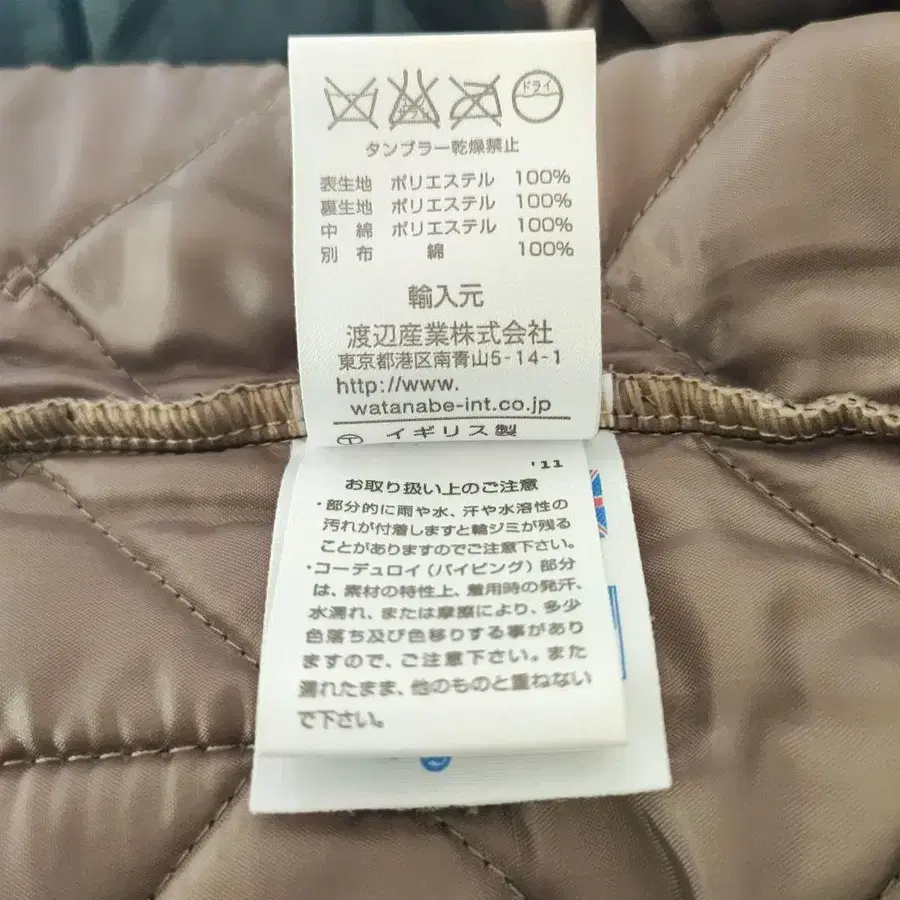 エンソ
サラシ
ドライ
タンブラー乾燥禁止
表生地 ポリエステル 100%
裏生地 ポリエステル 100%
中 綿 ポリエステル 100%
別 布 綿 100%
輸入元
渡辺産業株式会社
東京都港区南青山5-14-1
http://www.
watanabe-int.co.jp
Ⓣ イギリス製
'11
お取り扱い上のご注意
・部分的に雨や水、汗や水溶性の
汚れが付着しますと輪ジミが残る
ことがありますのでご注意下さい。
・コーデュロイ(パイピング)部分
は、素材の特性上、着用時の発汗、
水濡れ、または摩擦により、多少
色落ち及び色移りする事があり
ますので、ご注意下さい。また
濡れたまま、他のものと重ねない
で下さい。